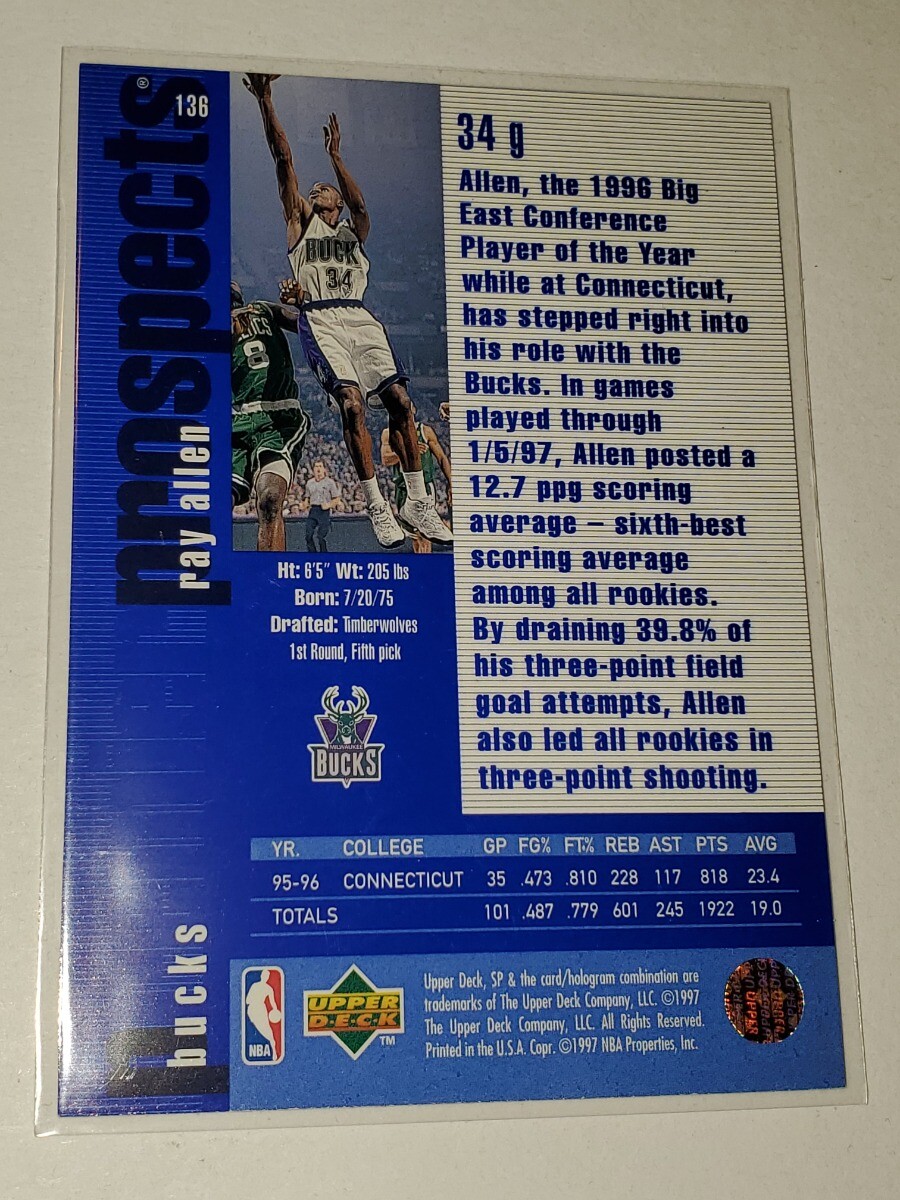 136
prospects®
ray allen
bucks
BUCK
34
8
34 g
Allen, the 1996 Big
East Conference
Player of the Year
while at Connecticut,
has stepped right into
his role with the
Bucks. In games
played through
1/5/97, Allen posted a
12.7 ppg scoring
average – sixth-best
scoring average
among all rookies.
By draining 39.8% of
his three-point field
goal attempts, Allen
also led all rookies in
three-point shooting.
Ht: 6'5" Wt: 205 lbs
Born: 7/20/75
Drafted: Timberwolves
1st Round, Fifth pick
MILWAUKEE
BUCKS
YR. COLLEGE GP FG% FT.% REB AST PTS AVG
95-96 CONNECTICUT 35 .473 .810 228 117 818 23.4
TOTALS 101 .487 .779 601 245 1922 19.0
NBA
UPPER
D.E.C.K
™
Upper Deck, SP & the card/hologram combination are
trademarks of The Upper Deck Company, LLC. ©1997
The Upper Deck Company, LLC. All Rights Reserved.
Printed in the U.S.A. Copr. ©1997 NBA Properties, Inc.